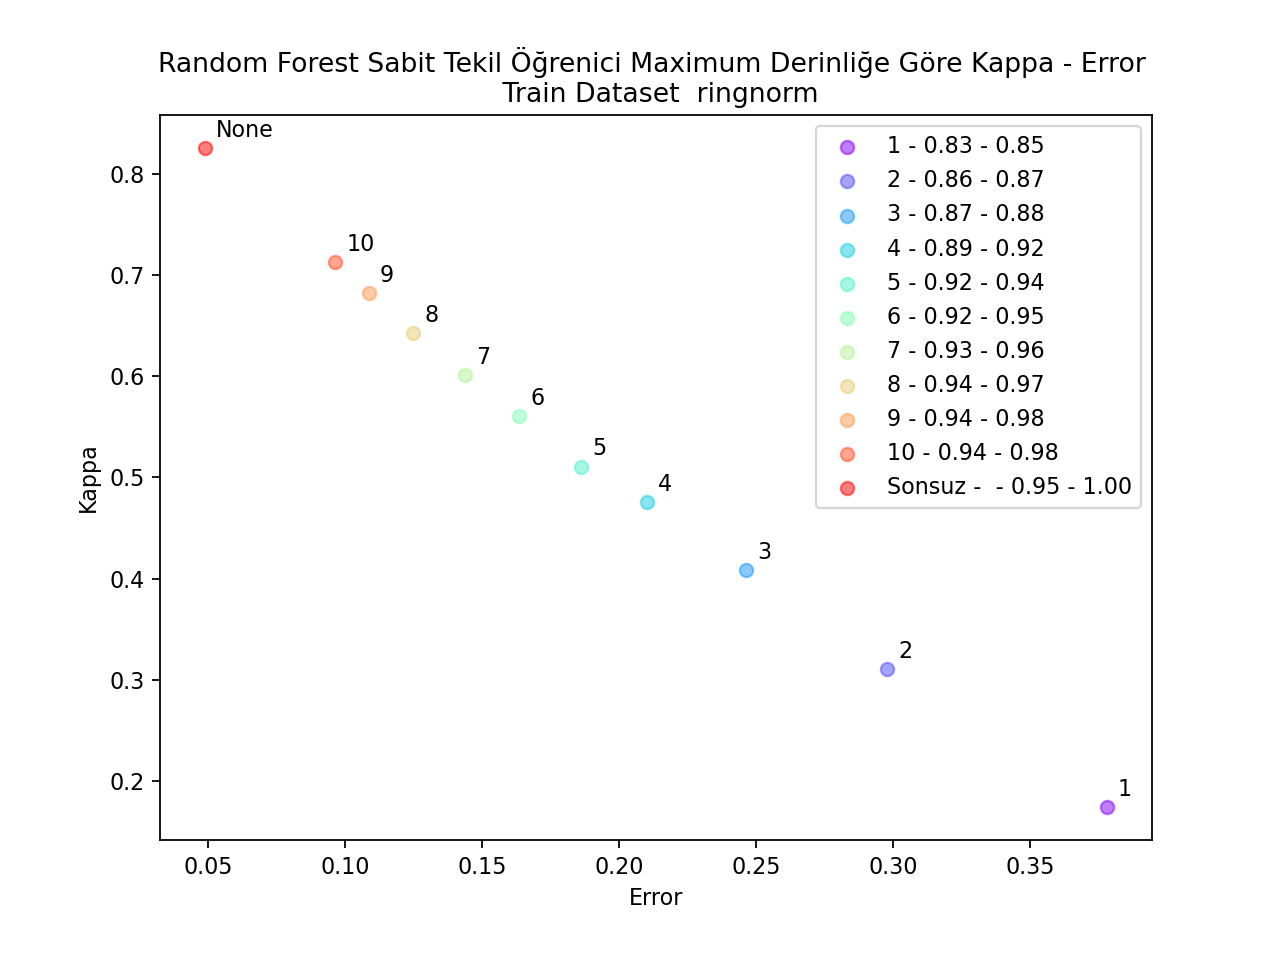 Random Forest Sabit Tekil Öğrenici Maximum Derinliğe Göre Kappa - Error
Train Dataset  ringnorm
None
10
9
8
7
6
5
4
3
2
1
1 - 0.83 - 0.85
2 - 0.86 - 0.87
3 - 0.87 - 0.88
4 - 0.89 - 0.92
5 - 0.92 - 0.94
6 - 0.92 - 0.95
7 - 0.93 - 0.96
8 - 0.94 - 0.97
9 - 0.94 - 0.98
10 - 0.94 - 0.98
Sonsuz -  - 0.95 - 1.00
Kappa
0.8
0.7
0.6
0.5
0.4
0.3
0.2
0.05 0.10 0.15 0.20 0.25 0.30 0.35
Error